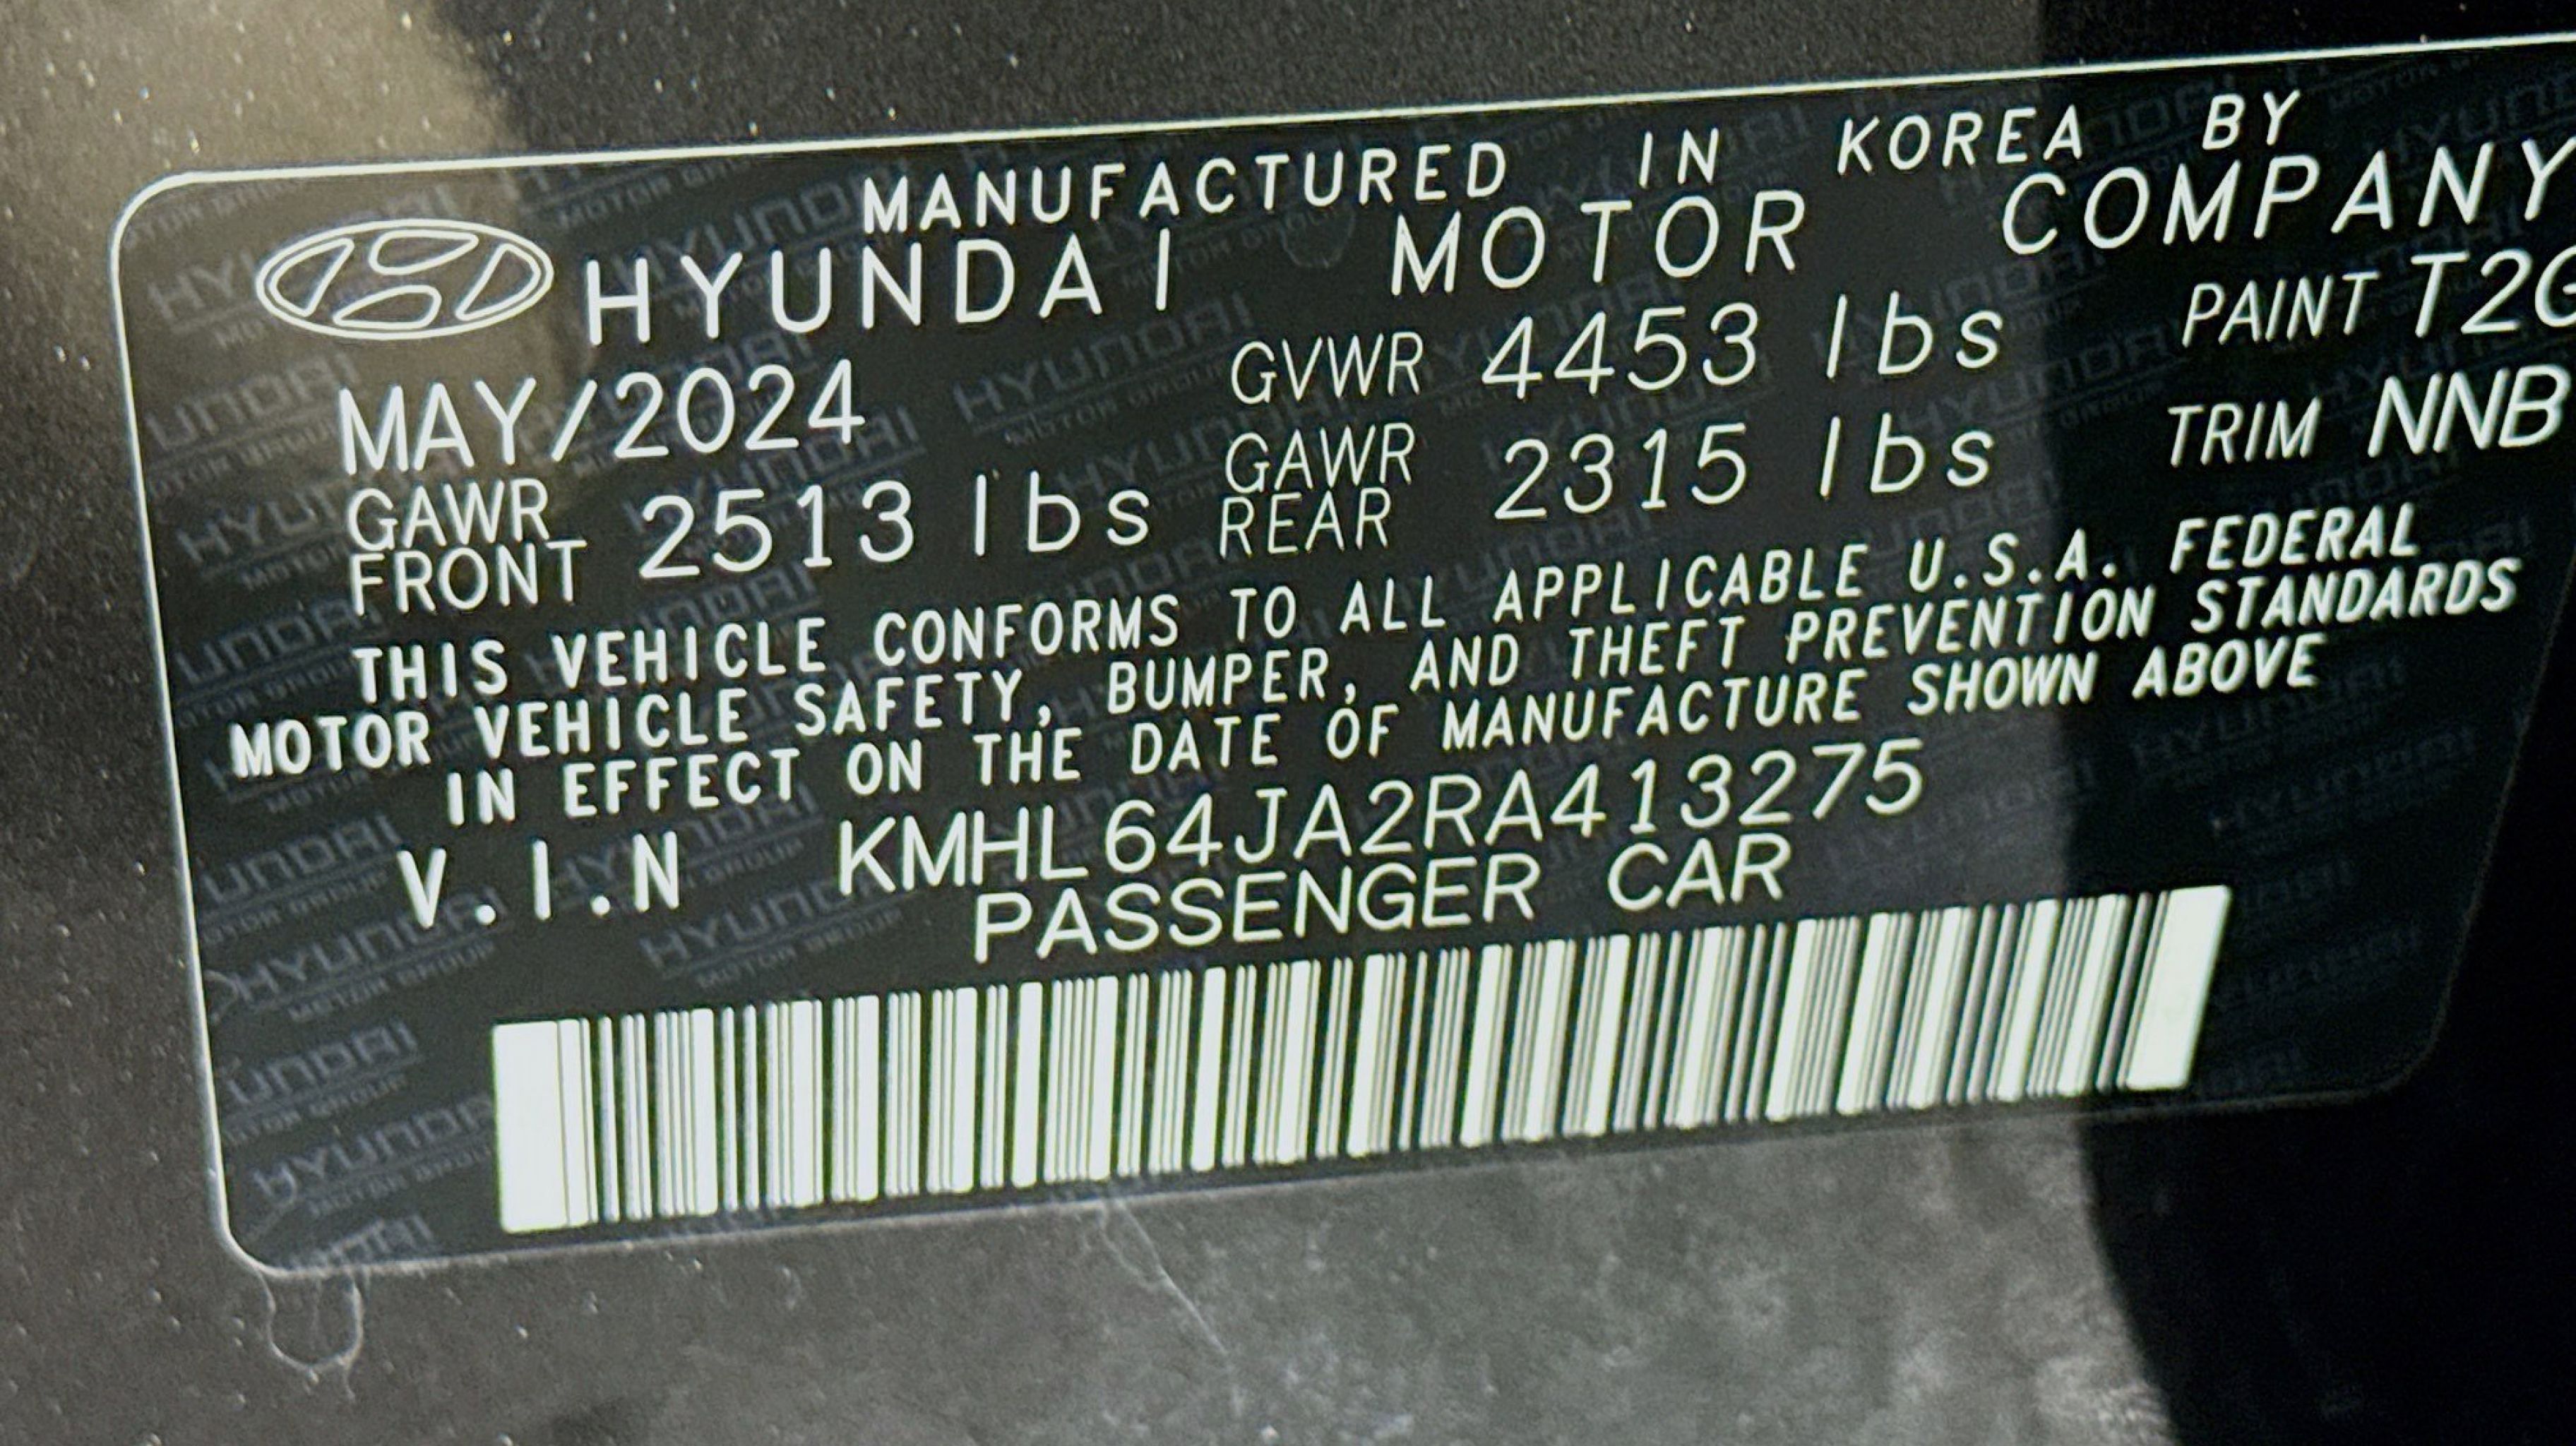 MANUFACTURED IN KOREA BY
HYUNDAI MOTOR COMPANY
MAY/2024 GVWR 4453 lbs PAINT T2G
GAWR FRONT 2513 lbs GAWR REAR 2315 lbs TRIM NNB
THIS VEHICLE CONFORMS TO ALL APPLICABLE U.S.A. FEDERAL
MOTOR VEHICLE SAFETY, BUMPER, AND THEFT PREVENTION STANDARDS
IN EFFECT ON THE DATE OF MANUFACTURE SHOWN ABOVE
V.I.N KMHL64JA2RA413275
PASSENGER CAR